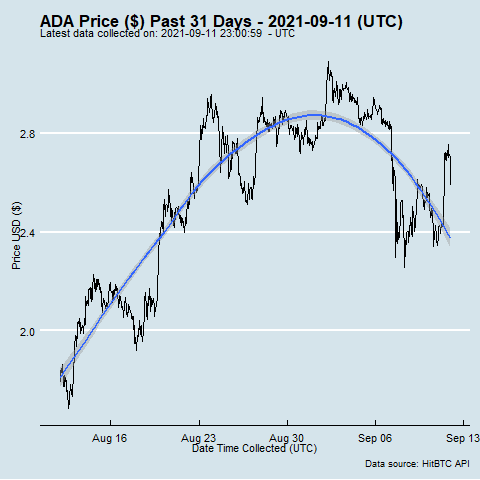 ADA Price ($) Past 31 Days - 2021-09-11 (UTC)
Latest data collected on: 2021-09-11 23:00:59 - UTC
Price USD ($)
2.8
2.4
2.0
Aug 16 Aug 23 Aug 30 Sep 06 Sep 13
Date Time Collected (UTC)
Data source: HitBTC API